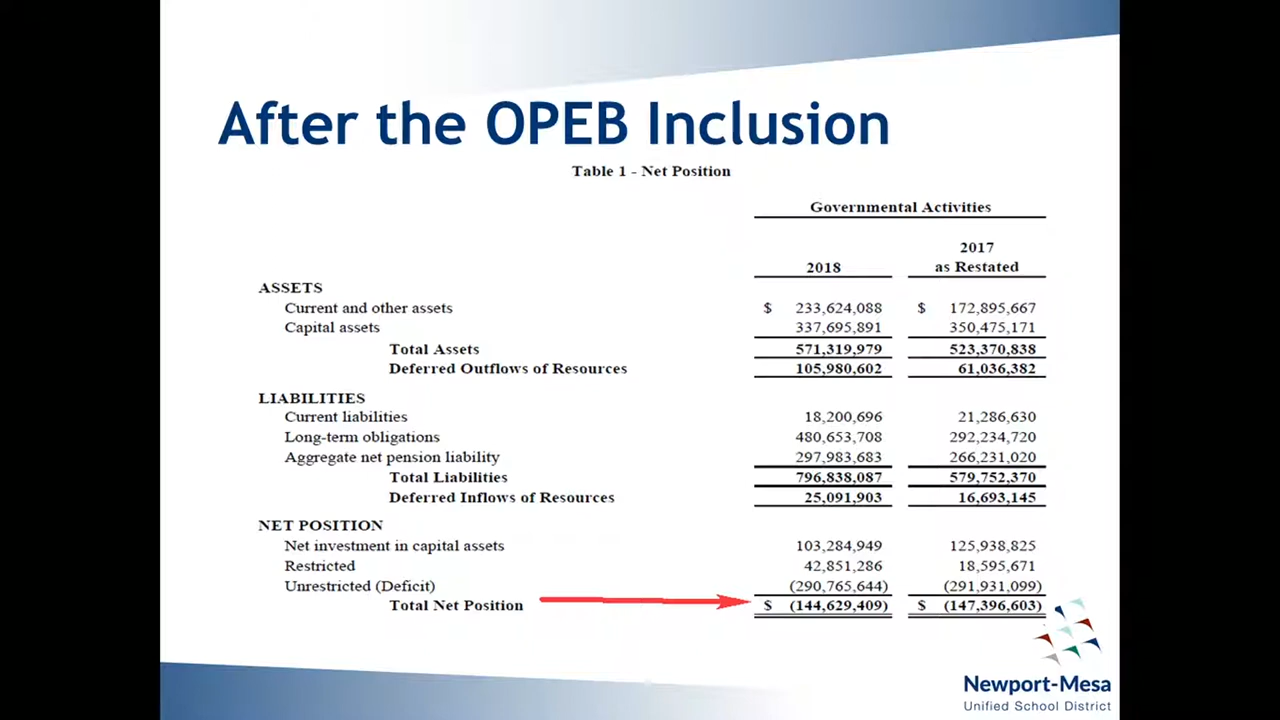 After the OPEB Inclusion
Table 1 - Net Position
Governmental Activities
2017
2018 as Restated
ASSETS
Current and other assets $ 233,624,088 $ 172,895,667
Capital assets 337,695,891 350,475,171
Total Assets 571,319,979 523,370,838
Deferred Outflows of Resources 105,980,602 61,036,382
LIABILITIES
Current liabilities 18,200,696 21,286,630
Long-term obligations 480,653,708 292,234,720
Aggregate net pension liability 297,983,683 266,231,020
Total Liabilities 796,838,087 579,752,370
Deferred Inflows of Resources 25,091,903 16,693,145
NET POSITION
Net investment in capital assets 103,284,949 125,938,825
Restricted 42,851,286 18,595,671
Unrestricted (Deficit) (290,765,644) (291,931,099)
Total Net Position $ (144,629,409) $ (147,396,603)
Newport-Mesa
Unified School District